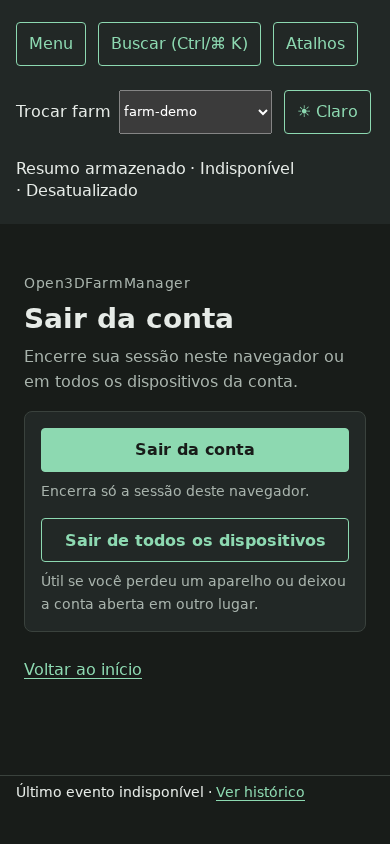 Menu
Buscar (Ctrl/⌘ K)
Atalhos
Trocar farm
farm-demo
☀ Claro
Resumo armazenado · Indisponível
· Desatualizado
Open3DFarmManager
Sair da conta
Encerre sua sessão neste navegador ou
em todos os dispositivos da conta.
Sair da conta
Encerra só a sessão deste navegador.
Sair de todos os dispositivos
Útil se você perdeu um aparelho ou deixou
a conta aberta em outro lugar.
Voltar ao início
Último evento indisponível · Ver histórico